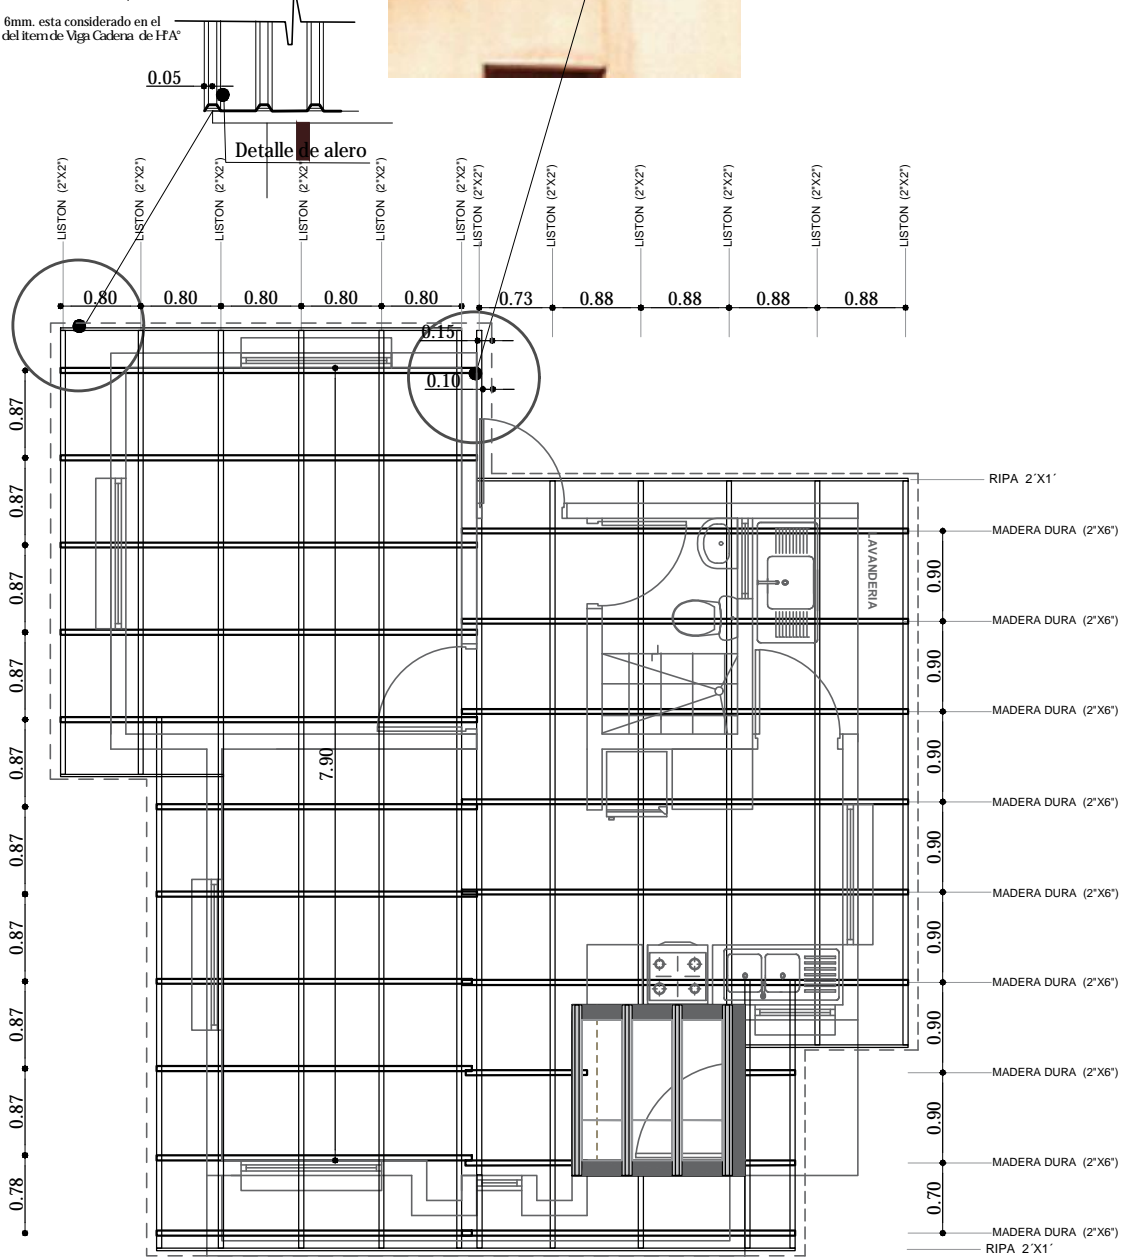 6mm. esta considerado en el
del item de Viga Cadena de HºAº
0.05
Detalle de alero
LISTON (2"X2")
LISTON (2"X2")
LISTON (2"X2")
LISTON (2"X2")
LISTON (2"X2")
LISTON (2"X2")
LISTON (2"X2")
LISTON (2"X2")
LISTON (2"X2")
LISTON (2"X2")
LISTON (2"X2")
LISTON (2"X2")
0.80
0.80
0.80
0.80
0.80
0.73
0.88
0.88
0.88
0.88
0.15
0.10
0.87
0.87
0.87
0.87
0.87
0.87
0.87
0.87
0.87
0.78
7.90
LAVANDERIA
RIPA 2´X1´
MADERA DURA (2"X6")
0.90
MADERA DURA (2"X6")
0.90
MADERA DURA (2"X6")
0.90
MADERA DURA (2"X6")
0.90
MADERA DURA (2"X6")
0.90
MADERA DURA (2"X6")
0.90
MADERA DURA (2"X6")
0.90
MADERA DURA (2"X6")
0.70
MADERA DURA (2"X6")
RIPA 2´X1´